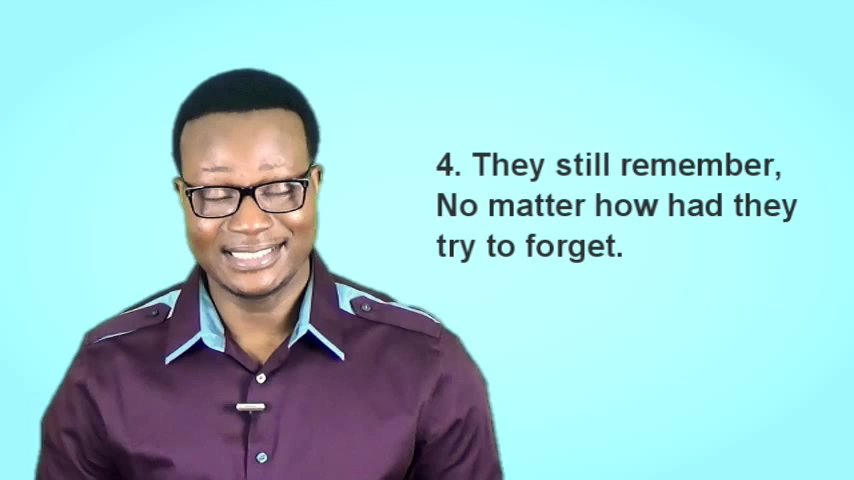 4. They still remember,
No matter how had they
try to forget.